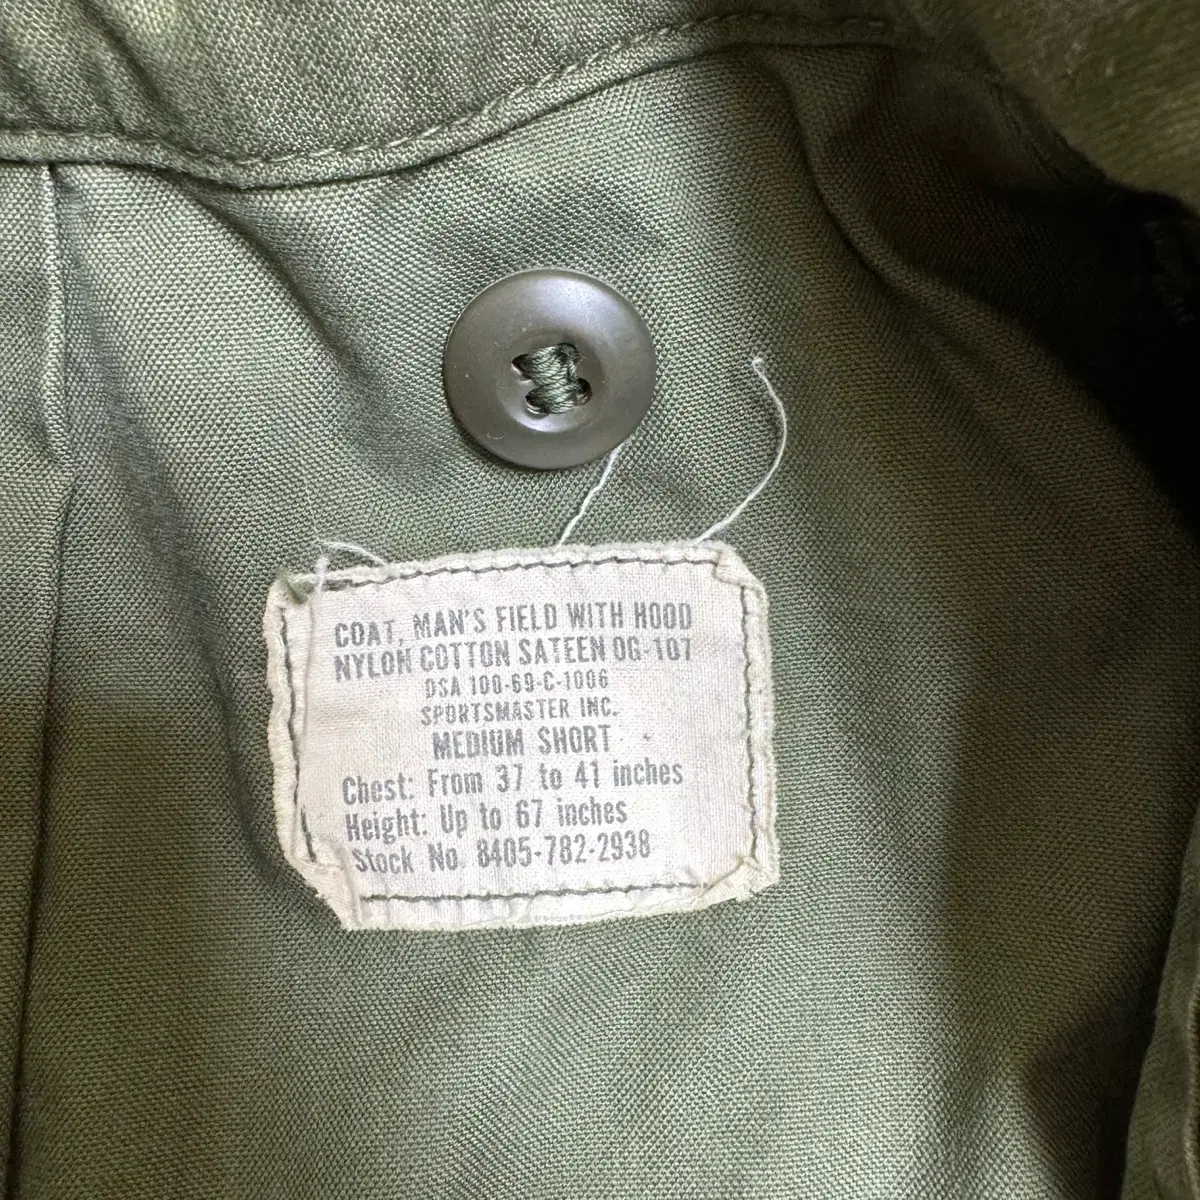 COAT, MAN'S FIELD WITH HOOD
NYLON COTTON SATEEN OG-107
DSA 100-69-C-1006
SPORTSMASTER INC.
MEDIUM SHORT
Chest: From 37 to 41 inches
Height: Up to 67 inches
Stock No. 8405-782-2938